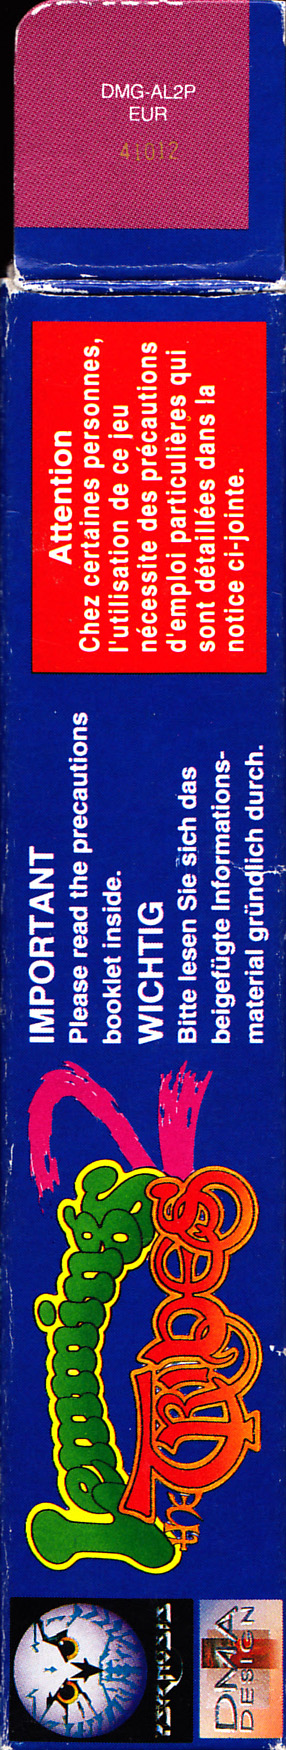 DMG-AL2P
EUR
41012
Attention
Chez certaines personnes,
l'utilisation de ce jeu
nécessite des précautions
d'emploi particulières qui
sont détaillées dans la
notice ci-jointe.
IMPORTANT
Please read the precautions
booklet inside.
WICHTIG
Bitte lesen Sie sich das
beigefügte Informations-
material gründlich durch.
Lemmings 2
the Tribes
PSYGNOSIS
DMA
DESIGN